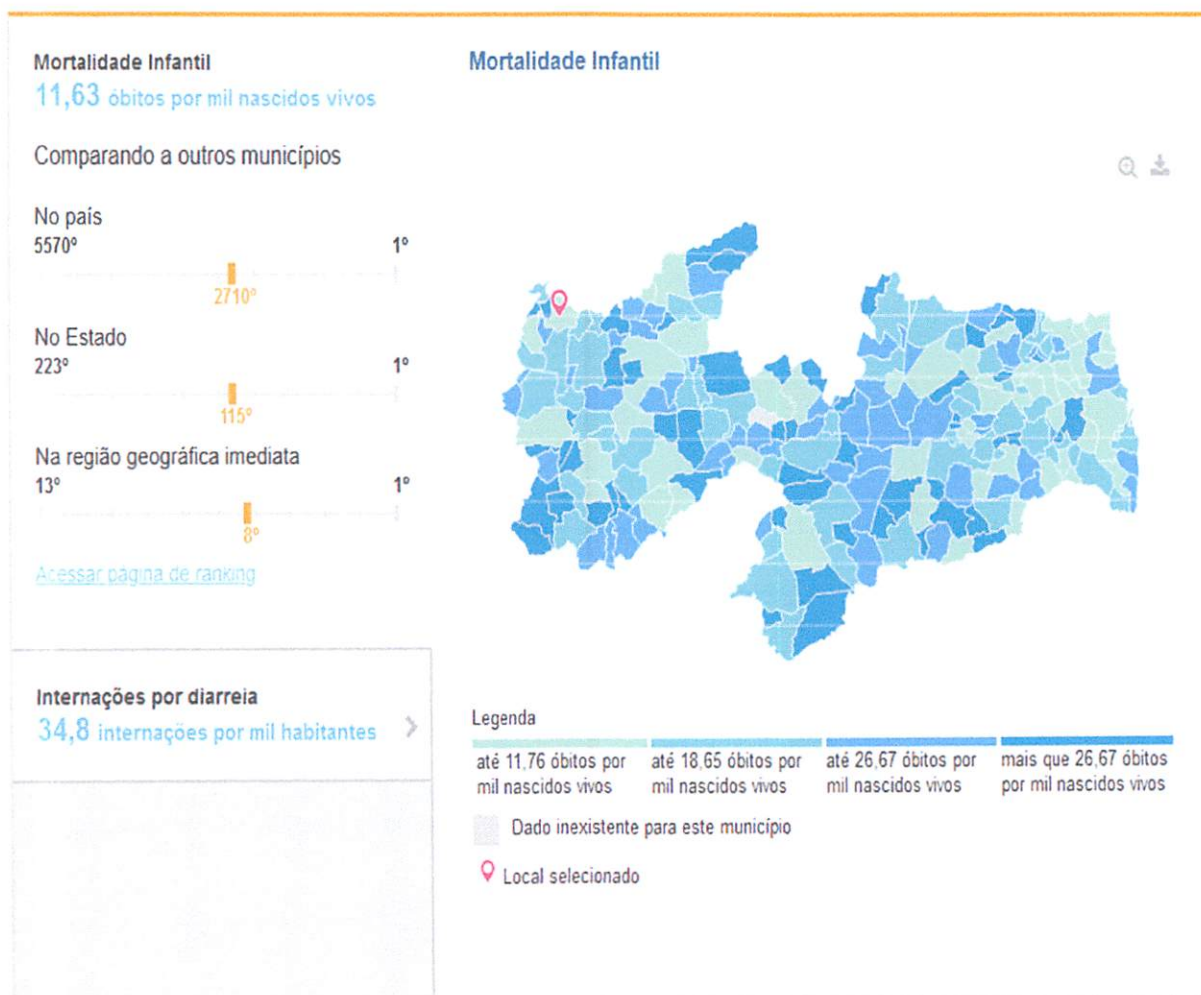 Mortalidade Infantil
11,63 óbitos por mil nascidos vivos
Comparando a outros municípios
No país
5570º 1º
2710º
No Estado
223º 1º
115º
Na região geográfica imediata
13º 1º
8º
Acessar página de ranking
Internações por diarreia
34,8 internações por mil habitantes
Mortalidade Infantil
Legenda
até 11,76 óbitos por
mil nascidos vivos
até 18,65 óbitos por
mil nascidos vivos
até 26,67 óbitos por
mil nascidos vivos
mais que 26,67 óbitos
por mil nascidos vivos
Dado inexistente para este município
Local selecionado